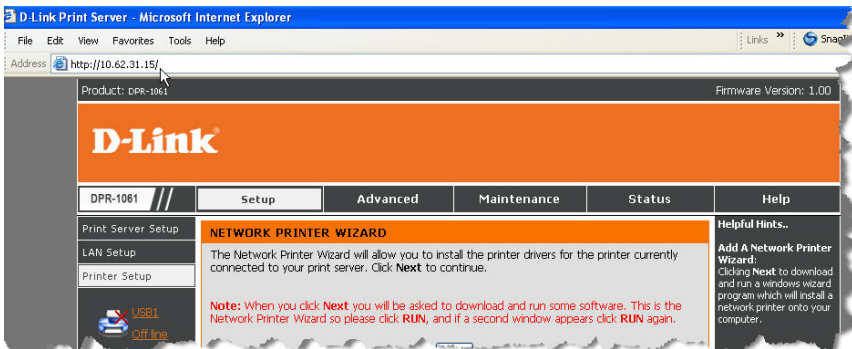 D-Link Print Server - Microsoft Internet Explorer
File Edit View Favorites Tools Help Links »
Address http://10.62.31.15/
Product: DPR-1061 Firmware Version: 1.00
D-Link
DPR-1061 /// Setup Advanced Maintenance Status Help
Print Server Setup
LAN Setup
Printer Setup
USB1
Off line
NETWORK PRINTER WIZARD
The Network Printer Wizard will allow you to install the printer drivers for the printer currently
connected to your print server. Click Next to continue.
Note: When you click Next you will be asked to download and run some software. This is the
Network Printer Wizard so please click RUN, and if a second window appears click RUN again.
Helpful Hints..
Add A Network Printer
Wizard:
Clicking Next to download
and run a windows wizard
program which will install a
network printer onto your
computer.